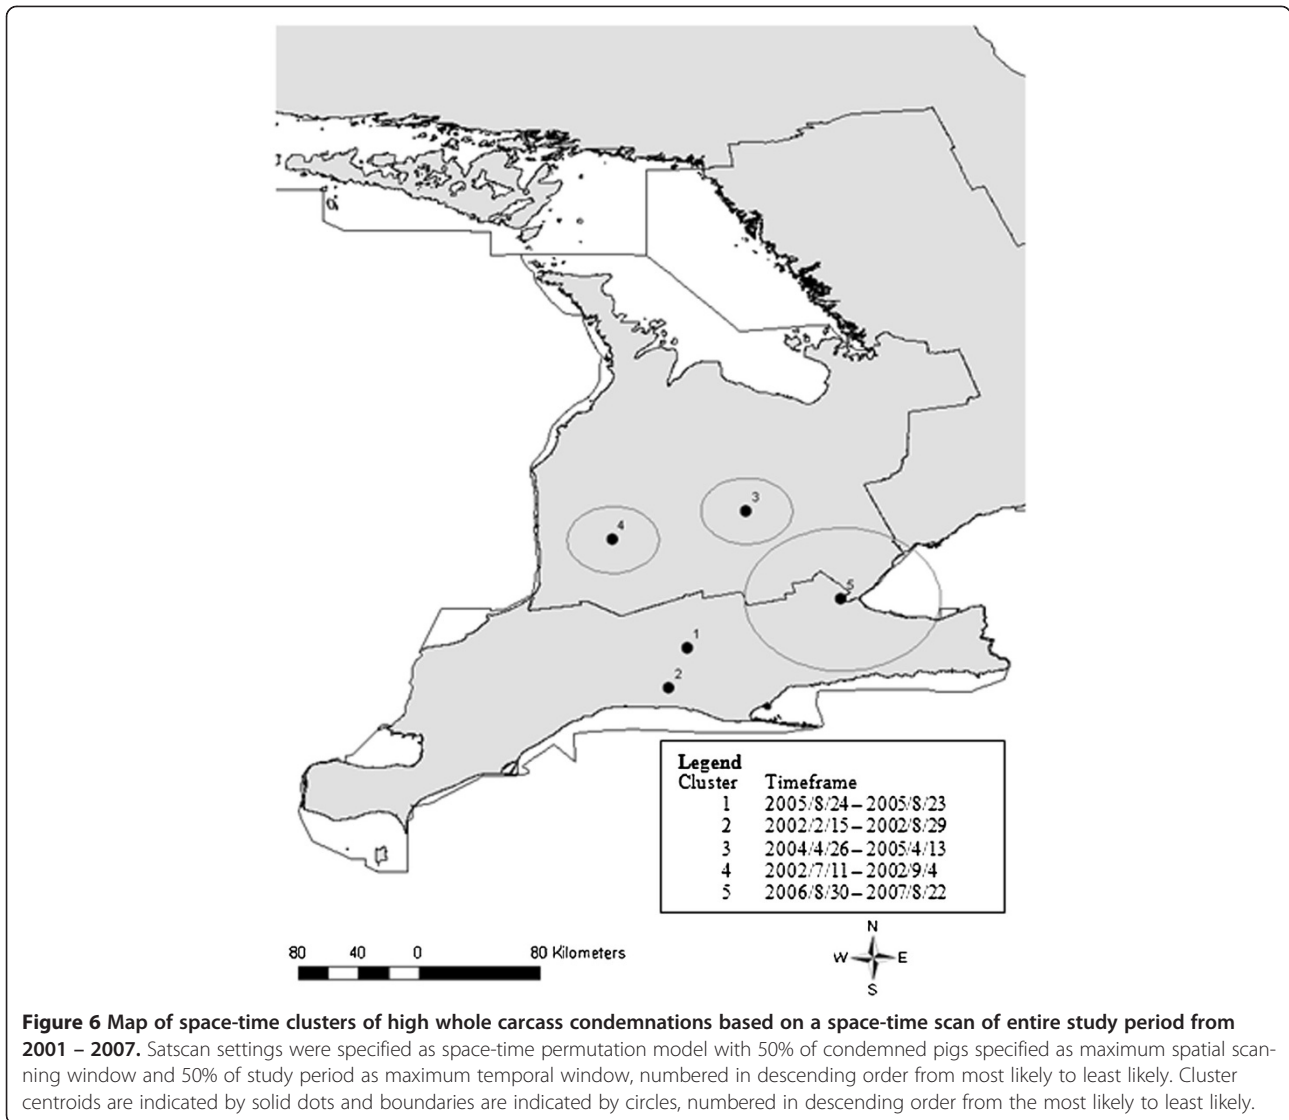 3
4
5
1
2
Legend
Cluster Timeframe
1 2005/8/24 – 2005/8/23
2 2002/2/15 – 2002/8/29
3 2004/4/26 – 2005/4/13
4 2002/7/11 – 2002/9/4
5 2006/8/30 – 2007/8/22
N
80 40 0 80 Kilometers
W E
S
Figure 6 Map of space-time clusters of high whole carcass condemnations based on a space-time scan of entire study period from
2001 – 2007. Satscan settings were specified as space-time permutation model with 50% of condemned pigs specified as maximum spatial scan-
ning window and 50% of study period as maximum temporal window, numbered in descending order from most likely to least likely. Cluster
centroids are indicated by solid dots and boundaries are indicated by circles, numbered in descending order from the most likely to least likely.